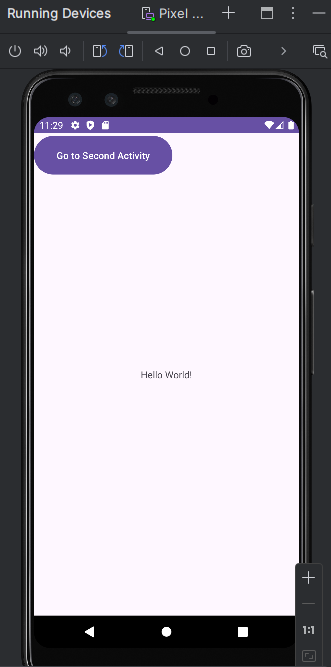 Running Devices
Pixel ...
11:29
Go to Second Activity
Hello World!
1:1